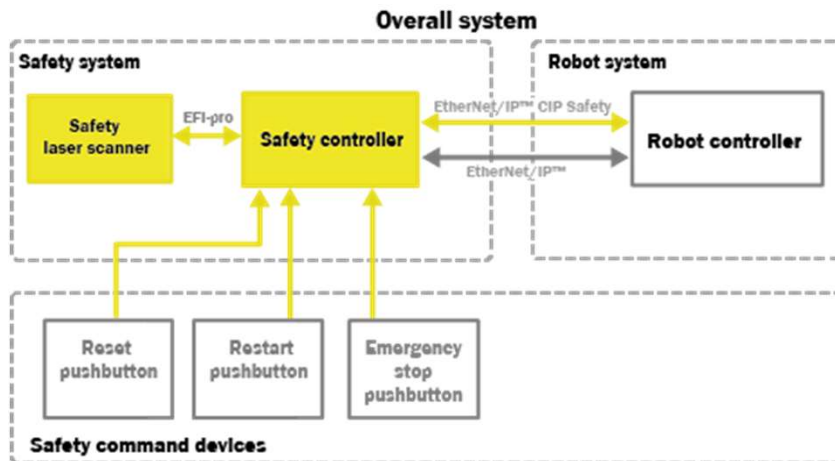 Overall system
Safety system
Robot system
Safety
laser scanner
EFI-pro
Safety controller
EtherNet/IP™ CIP Safety
EtherNet/IP™
Robot controller
Reset
pushbutton
Restart
pushbutton
Emergency
stop
pushbutton
Safety command devices